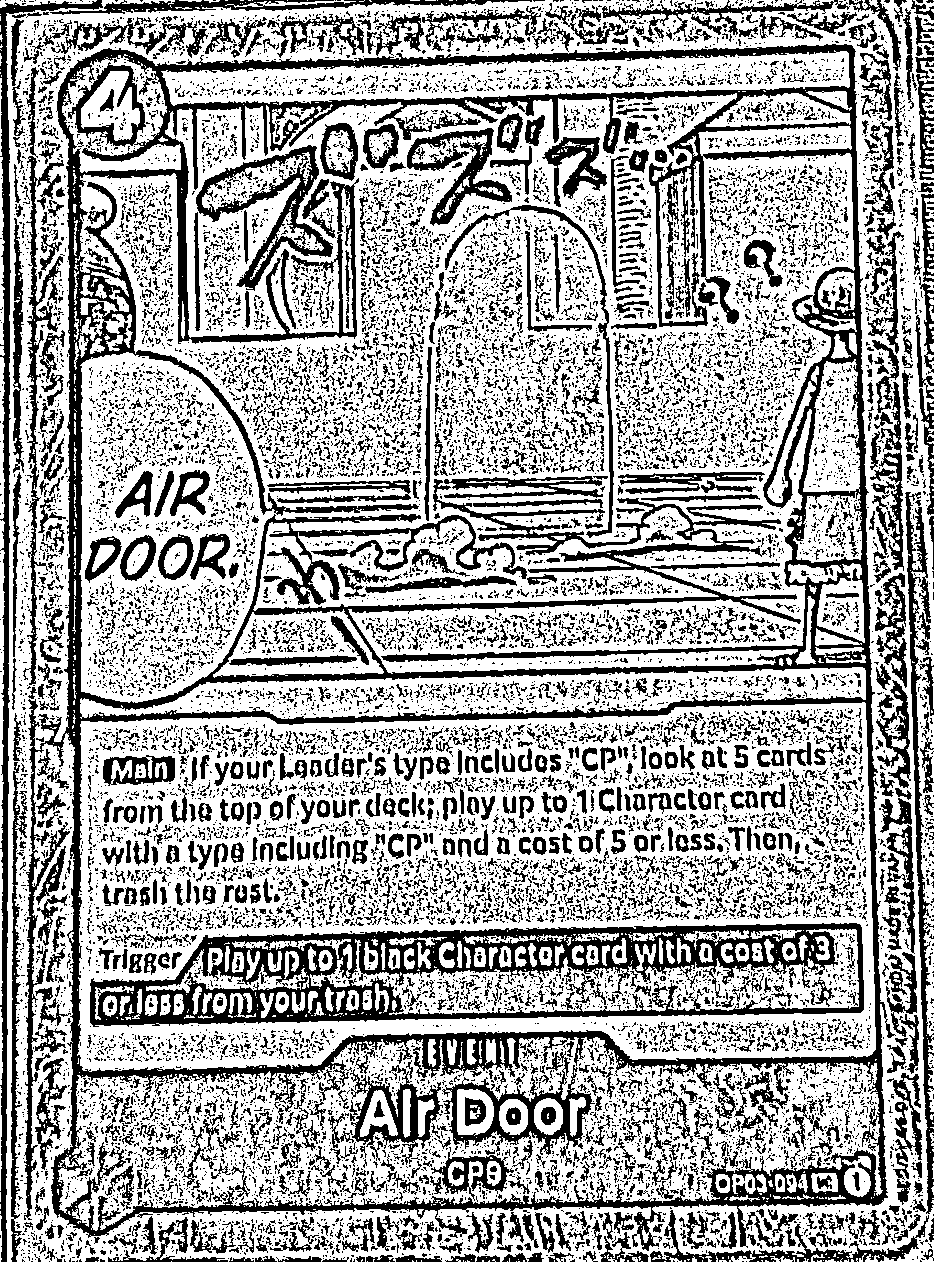 4
AIR
DOOR.
Main If your Leader's type includes "CP", look at 5 cards
from the top of your deck; play up to 1 Character card
with a type including "CP" and a cost of 5 or less. Then,
trash the rest.
Trigger Play up to 1 black Character card with a cost of 3
or less from your trash.
EVENT
Air Door
CP9
OP03-094 1